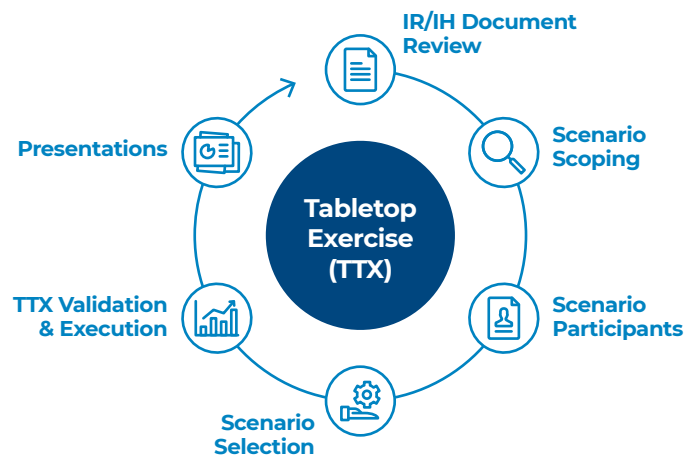 IR/IH Document
Review
Scenario
Scoping
Scenario
Participants
Scenario
Selection
TTX Validation
& Execution
Presentations
Tabletop
Exercise
(TTX)